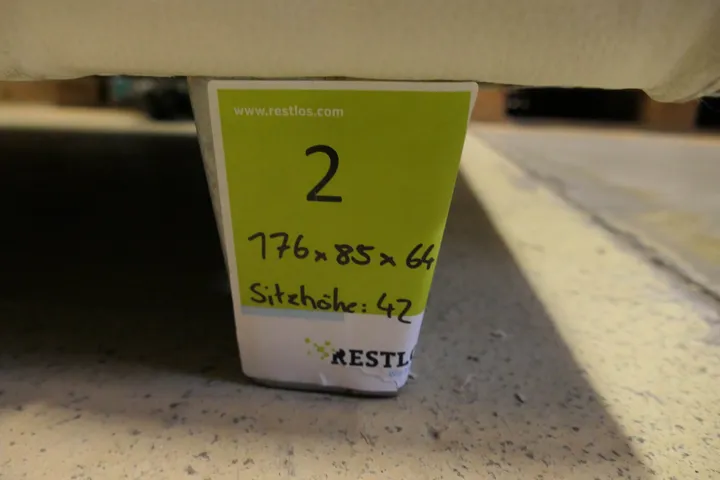 www.restlos.com
2
176 x 85 x 64
Sitzhöhe: 42
RESTLO